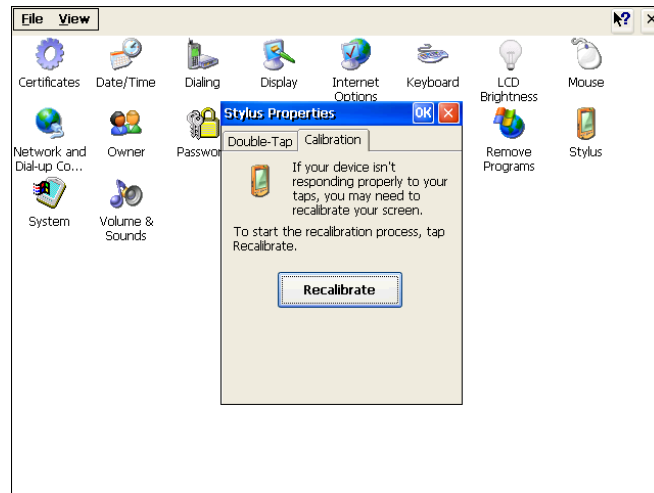 File View
Certificates Date/Time Dialing Display Internet Options Keyboard LCD Brightness Mouse
Stylus Properties OK
Double-Tap Calibration
Network and Dial-up Co... Owner Remove Programs Stylus
If your device isn't
responding properly to your
taps, you may need to
recalibrate your screen.
System Volume & Sounds
To start the recalibration process, tap
Recalibrate.
Recalibrate